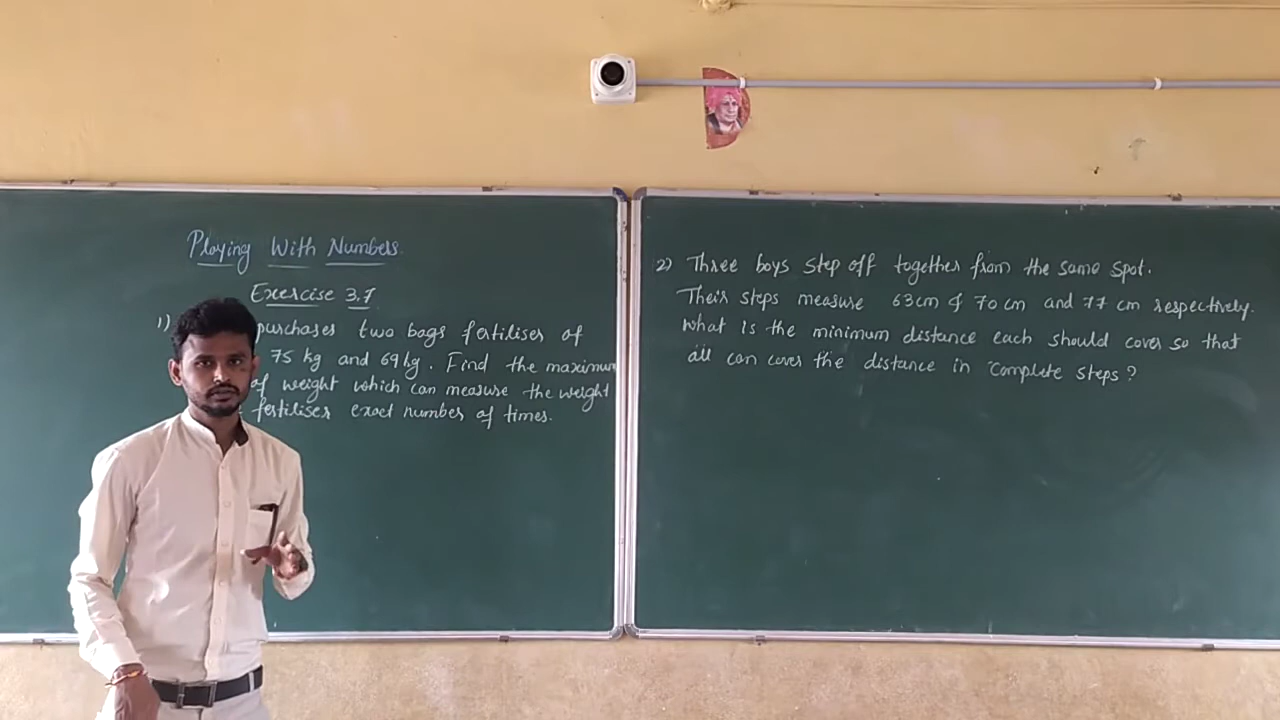 Playing With Numbers.
Exercise 3.7
1) purchases two bags fertiliser of
75 kg and 69 kg. Find the maximum
of weight which can measure the weight
fertiliser exact number of times.
2) Three boys step off together from the same spot.
Their steps measure 63 cm, 70 cm and 77 cm respectively.
What is the minimum distance each should cover so that
all can cover the distance in complete steps?